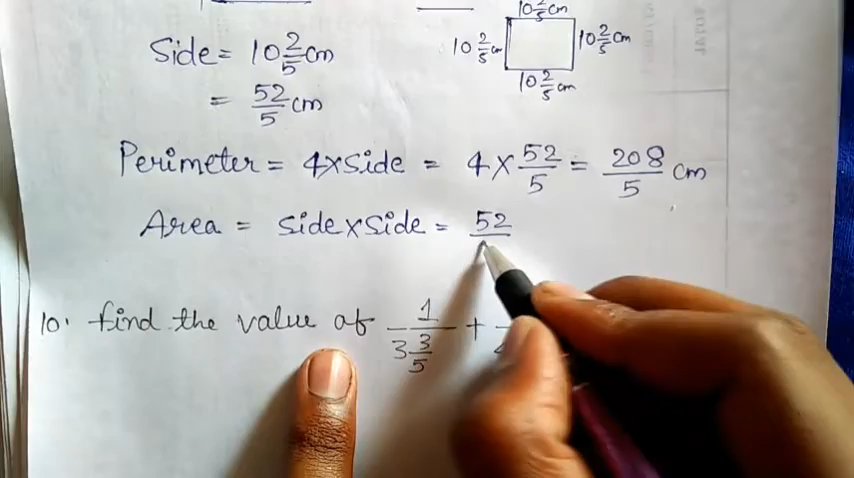 10 2/5 cm
Side = 10 2/5 cm
10 2/5 cm 10 2/5 cm
= 52/5 cm
10 2/5 cm
Perimeter = 4×side = 4 × 52/5 = 208/5 cm
Area = side×side = 52
10. find the value of 1/(3 3/5) +